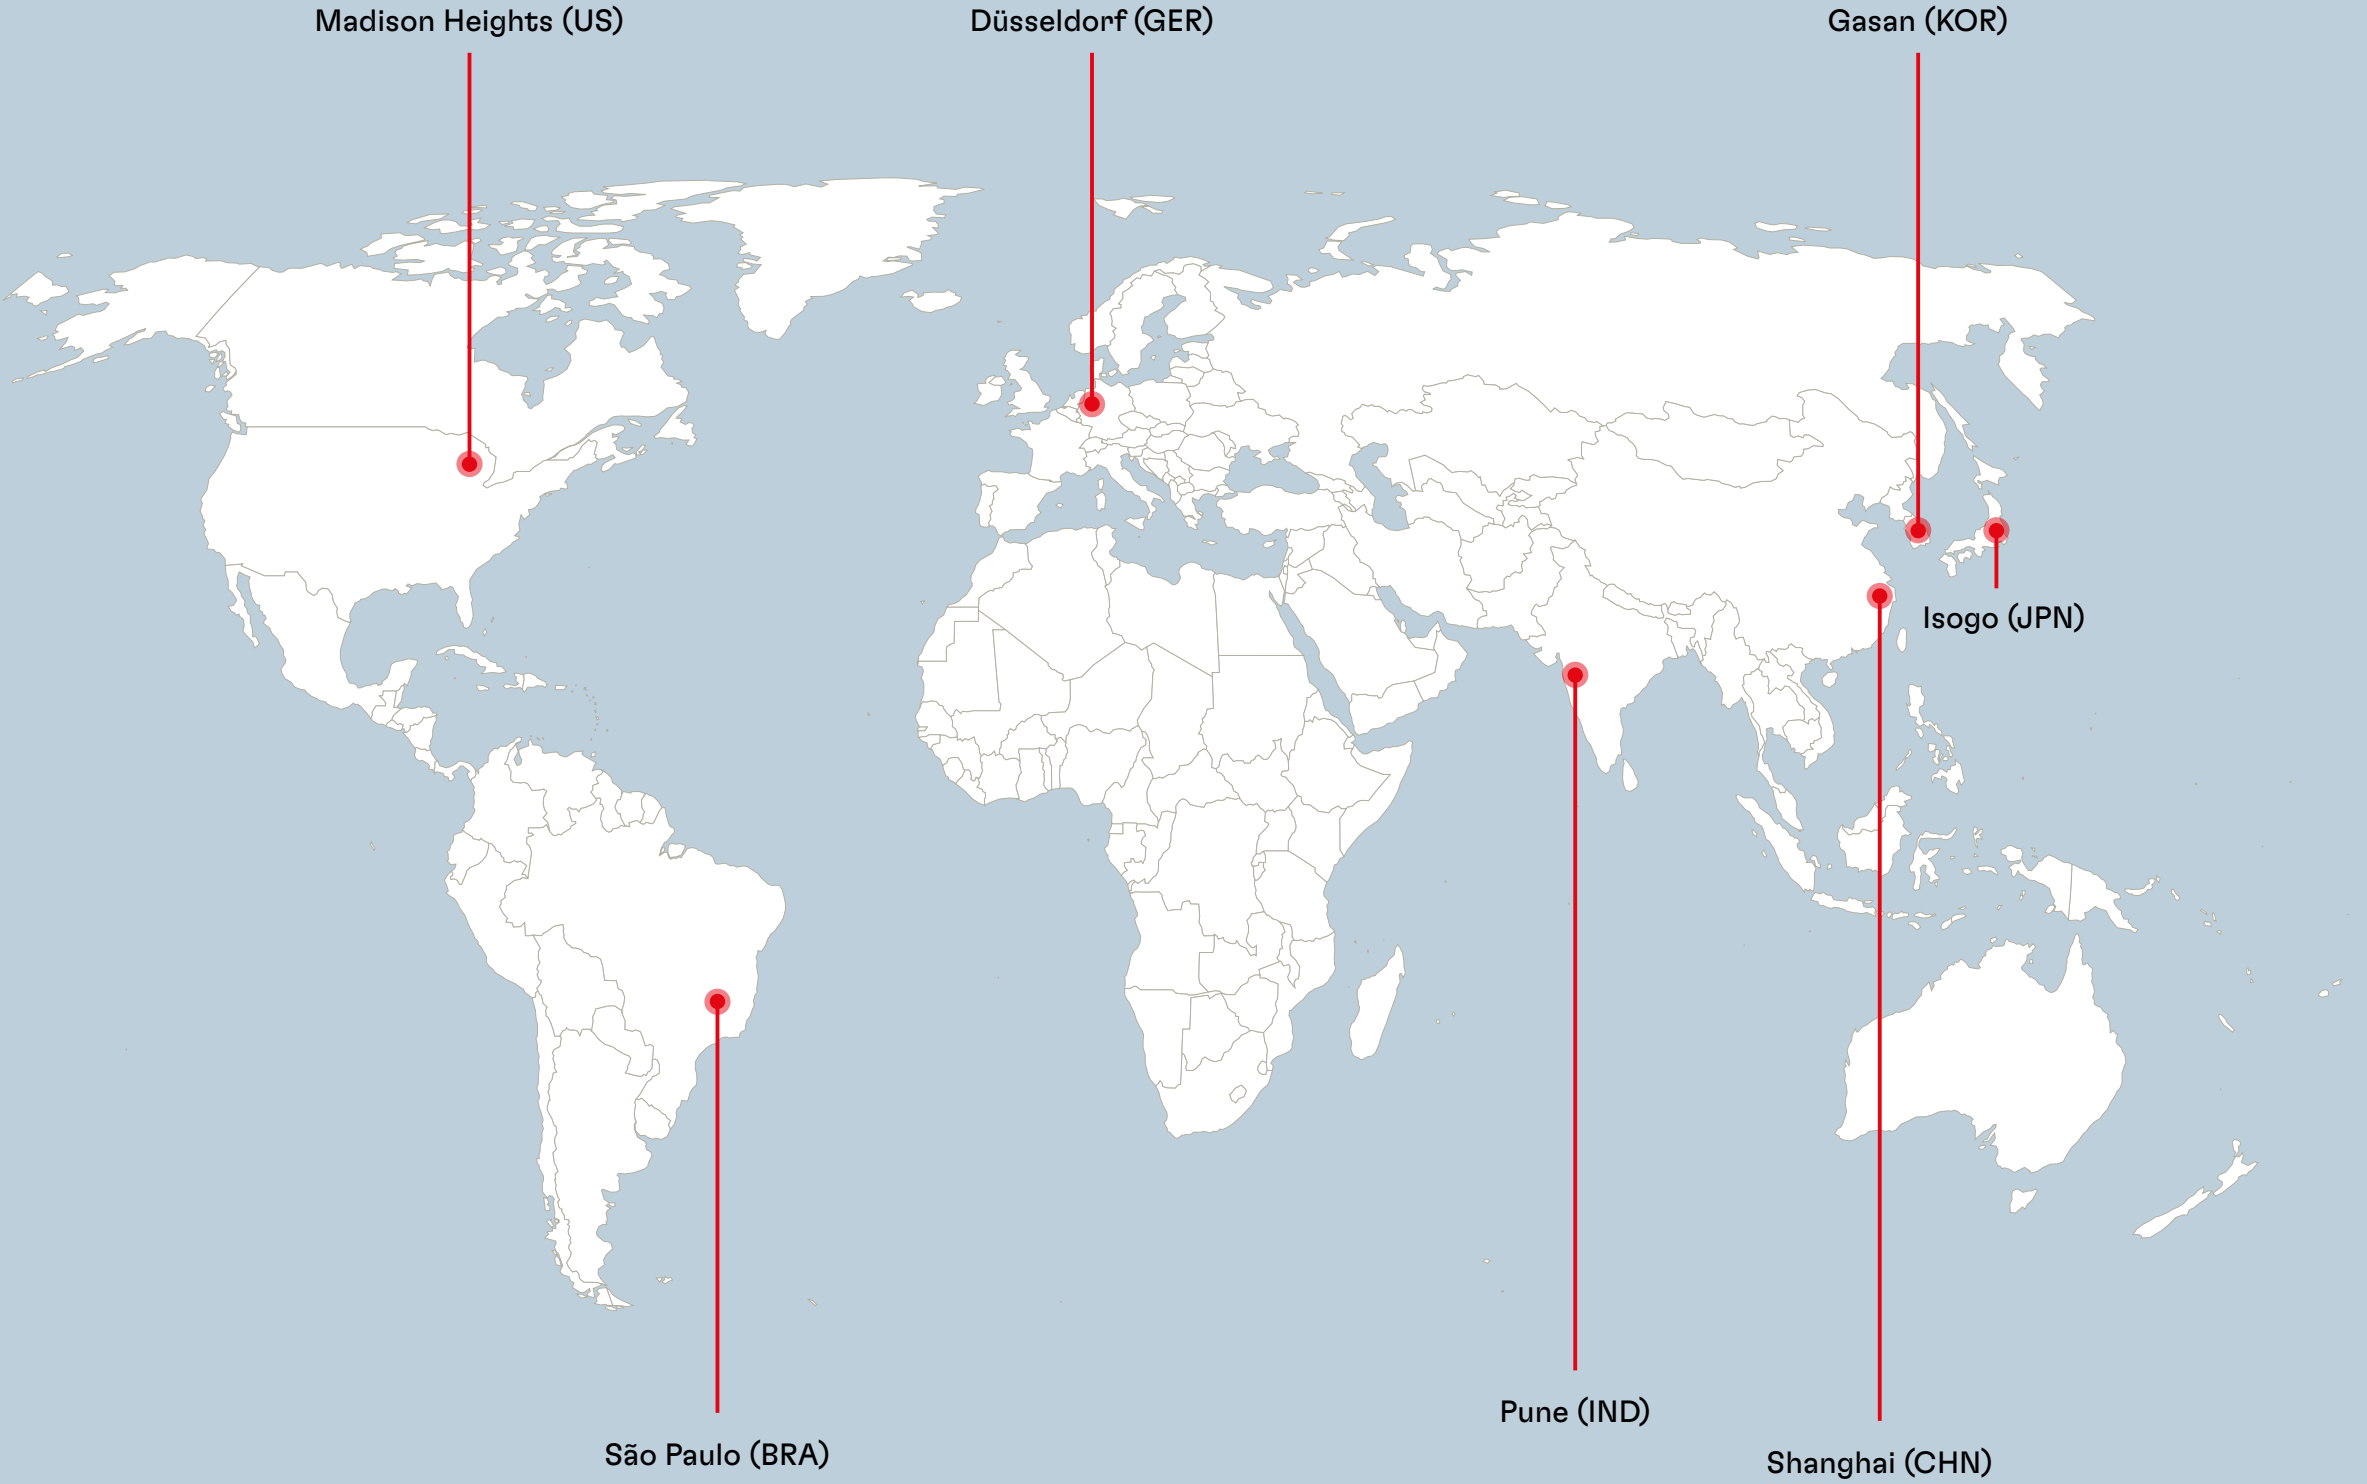 Madison Heights (US)
Düsseldorf (GER)
Gasan (KOR)
Isogo (JPN)
Pune (IND)
São Paulo (BRA)
Shanghai (CHN)